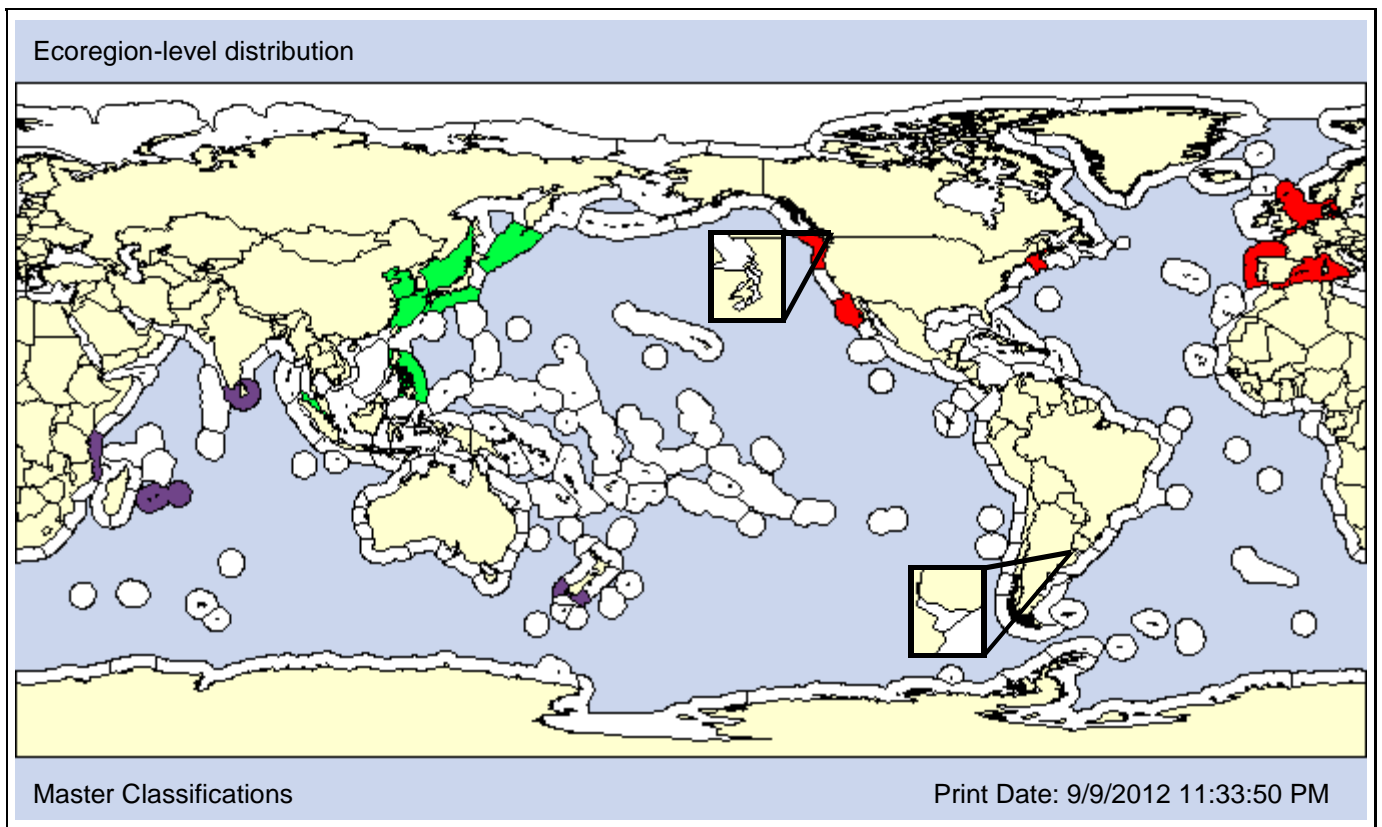 Ecoregion-level distribution
Master Classifications
Print Date: 9/9/2012 11:33:50 PM